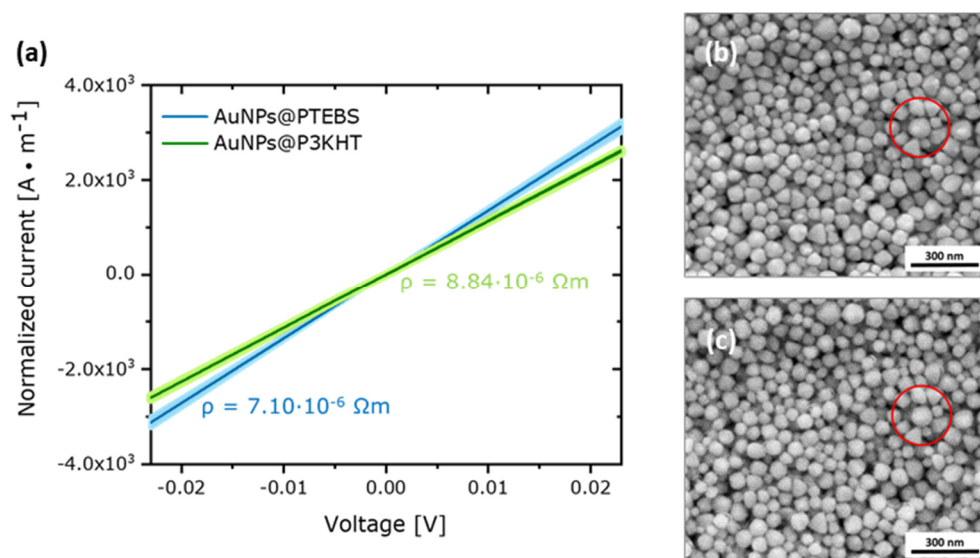 (a)
4.0x10³
2.0x10³
0.0
-2.0x10³
-4.0x10³
Normalized current [A • m⁻¹]
AuNPs@PTEBS
AuNPs@P3KHT
ρ = 8.84·10⁻⁶ Ωm
ρ = 7.10·10⁻⁶ Ωm
-0.02 -0.01 0.00 0.01 0.02
Voltage [V]
(b)
300 nm
(c)
300 nm